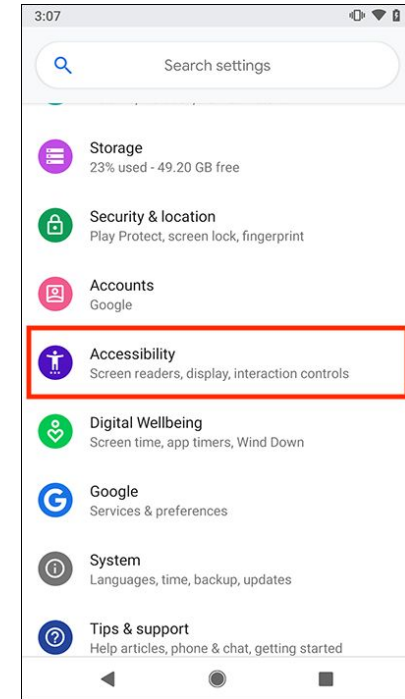 3:07
Search settings
Storage
23% used - 49.20 GB free
Security & location
Play Protect, screen lock, fingerprint
Accounts
Google
Accessibility
Screen readers, display, interaction controls
Digital Wellbeing
Screen time, app timers, Wind Down
Google
Services & preferences
System
Languages, time, backup, updates
Tips & support
Help articles, phone & chat, getting started